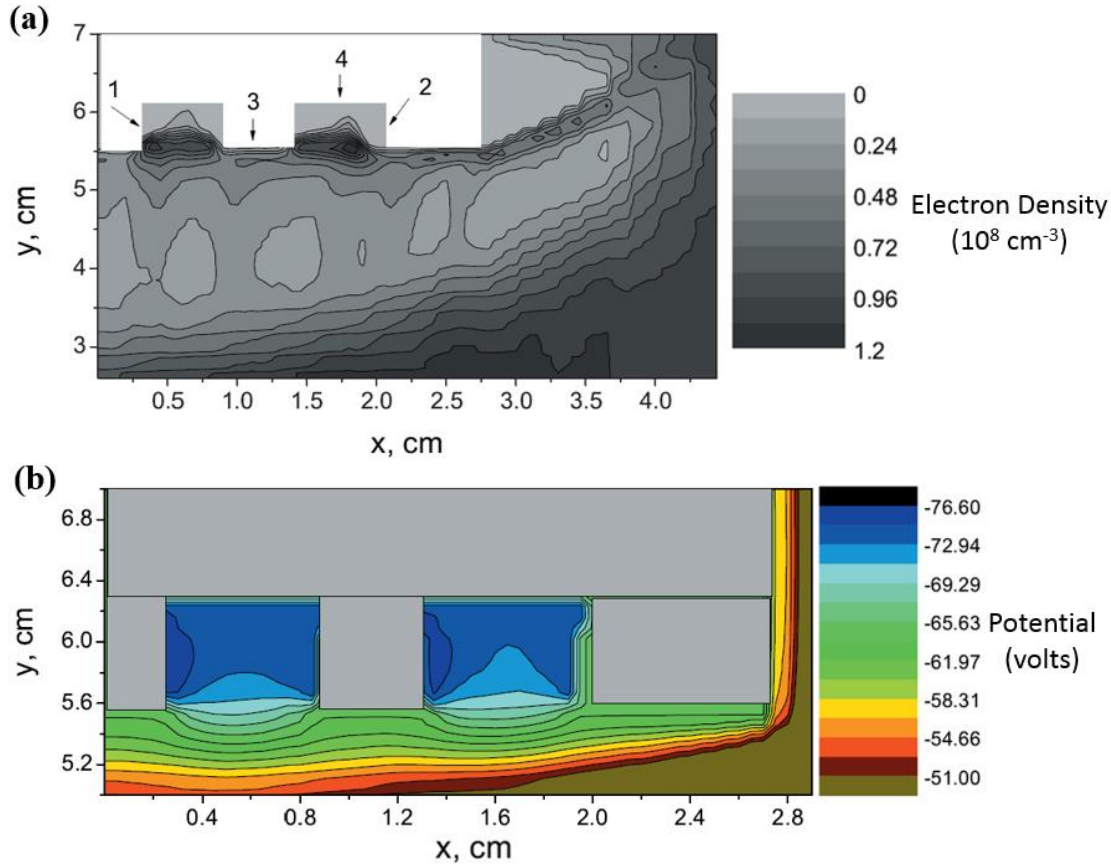 (a)
7
6
5
4
3
y, cm
1
3
4
2
0.5 1.0 1.5 2.0 2.5 3.0 3.5 4.0
x, cm
0
0.24
0.48
0.72
0.96
1.2
Electron Density
(10⁸ cm⁻³)
(b)
6.8
6.4
6.0
5.6
5.2
y, cm
0.4 0.8 1.2 1.6 2.0 2.4 2.8
x, cm
-76.60
-72.94
-69.29
-65.63
-61.97
-58.31
-54.66
-51.00
Potential
(volts)